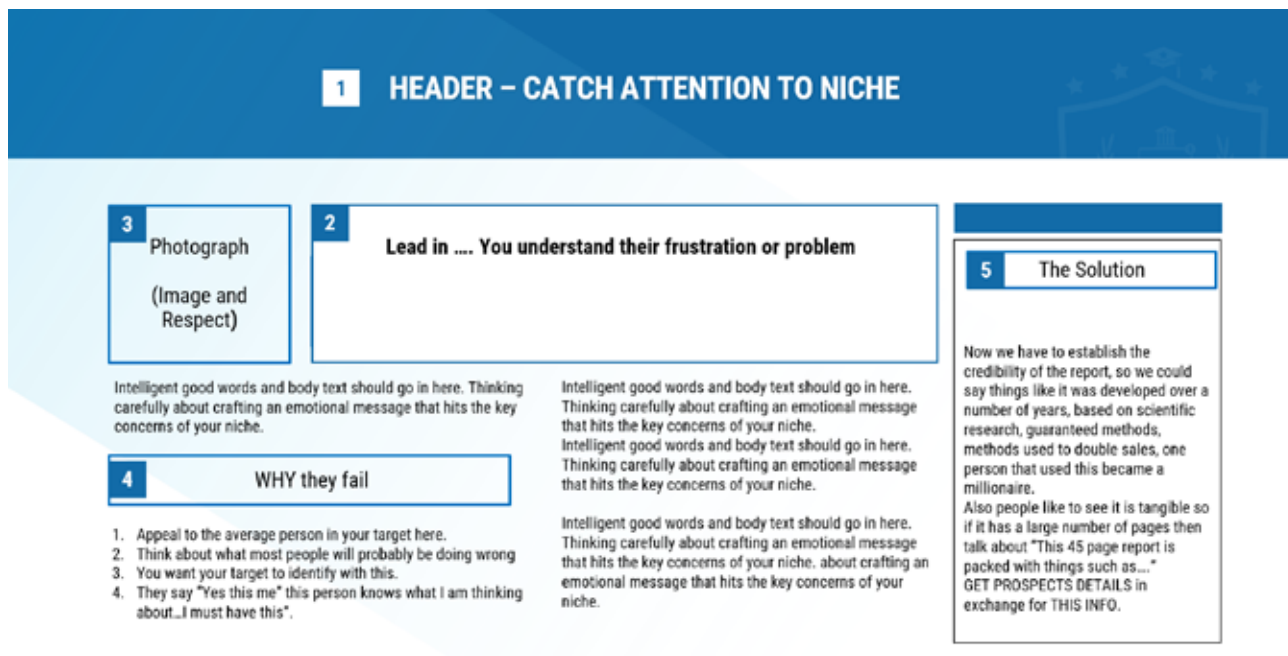 1 HEADER – CATCH ATTENTION TO NICHE
3
Photograph
(Image and
Respect)
2
Lead in .... You understand their frustration or problem
Intelligent good words and body text should go in here. Thinking
carefully about crafting an emotional message that hits the key
concerns of your niche.
4 WHY they fail
1. Appeal to the average person in your target here.
2. Think about what most people will probably be doing wrong
3. You want your target to identify with this.
4. They say "Yes this me" this person knows what I am thinking
about...I must have this".
Intelligent good words and body text should go in here.
Thinking carefully about crafting an emotional message
that hits the key concerns of your niche.
Intelligent good words and body text should go in here.
Thinking carefully about crafting an emotional message
that hits the key concerns of your niche.
Intelligent good words and body text should go in here.
Thinking carefully about crafting an emotional message
that hits the key concerns of your niche. about crafting an
emotional message that hits the key concerns of your
niche.
5 The Solution
Now we have to establish the
credibility of the report, so we could
say things like it was developed over a
number of years, based on scientific
research, guaranteed methods,
methods used to double sales, one
person that used this became a
millionaire.
Also people like to see it is tangible so
if it has a large number of pages then
talk about "This 45 page report is
packed with things such as...."
GET PROSPECTS DETAILS in
exchange for THIS INFO.